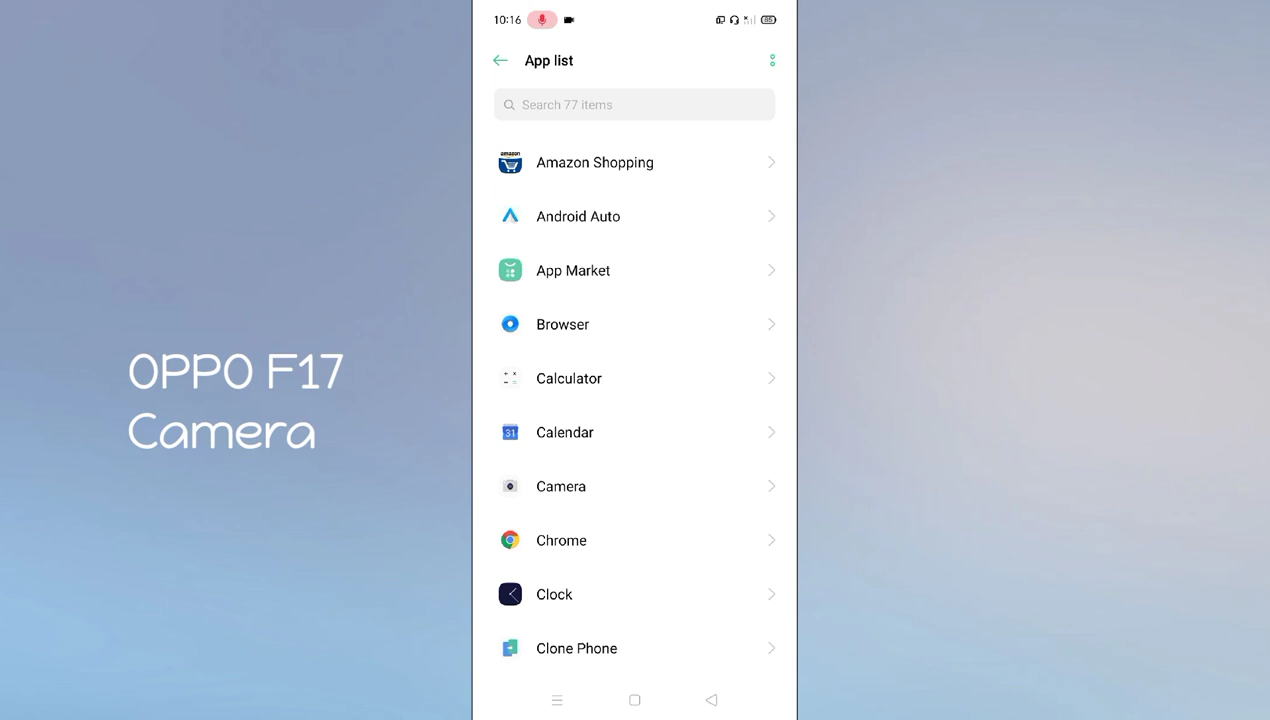 10:16
85
App list
Search 77 items
amazon
Amazon Shopping
Android Auto
App Market
Browser
Calculator
31
Calendar
OPPO F17
Camera
Camera
Chrome
Clock
Clone Phone